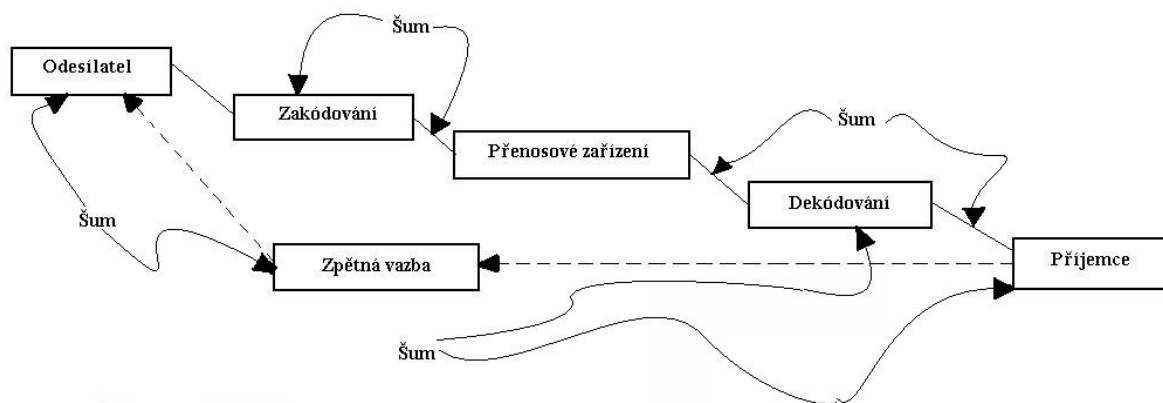 Šum
Odesílatel
Zakódování
Šum
Přenosové zařízení
Dekódování
Šum
Zpětná vazba
Příjemce
Šum